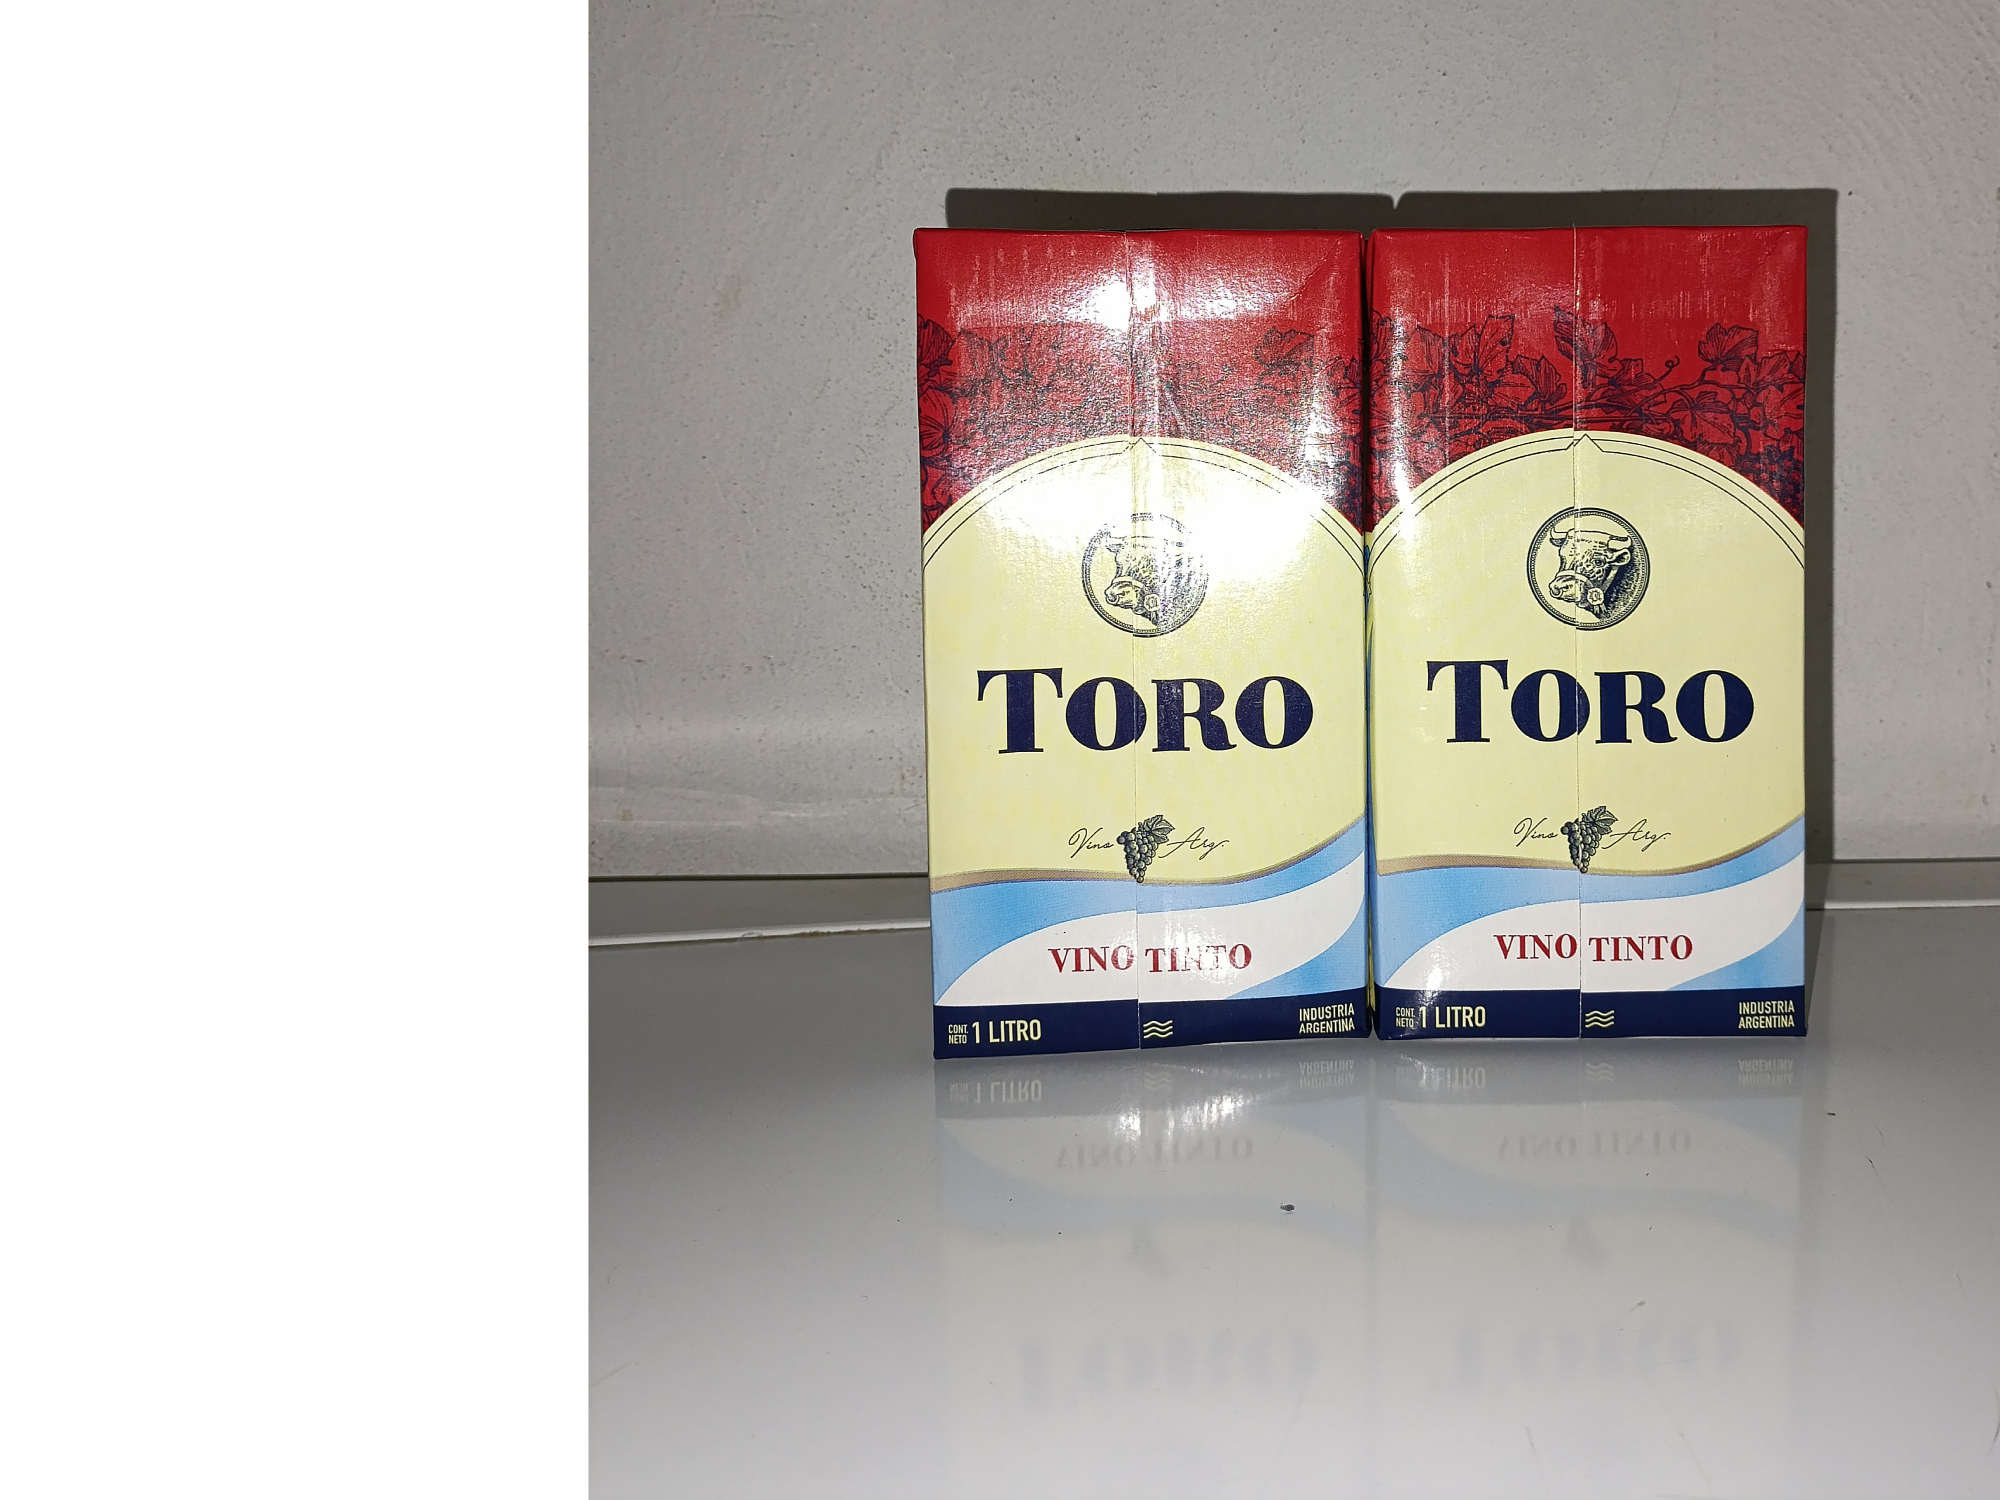 TORO
Vino Arg.
VINO TINTO
CONT. NETO 1 LITRO
INDUSTRIA
ARGENTINA
TORO
Vino Arg.
VINO TINTO
CONT. NETO 1 LITRO
INDUSTRIA
ARGENTINA